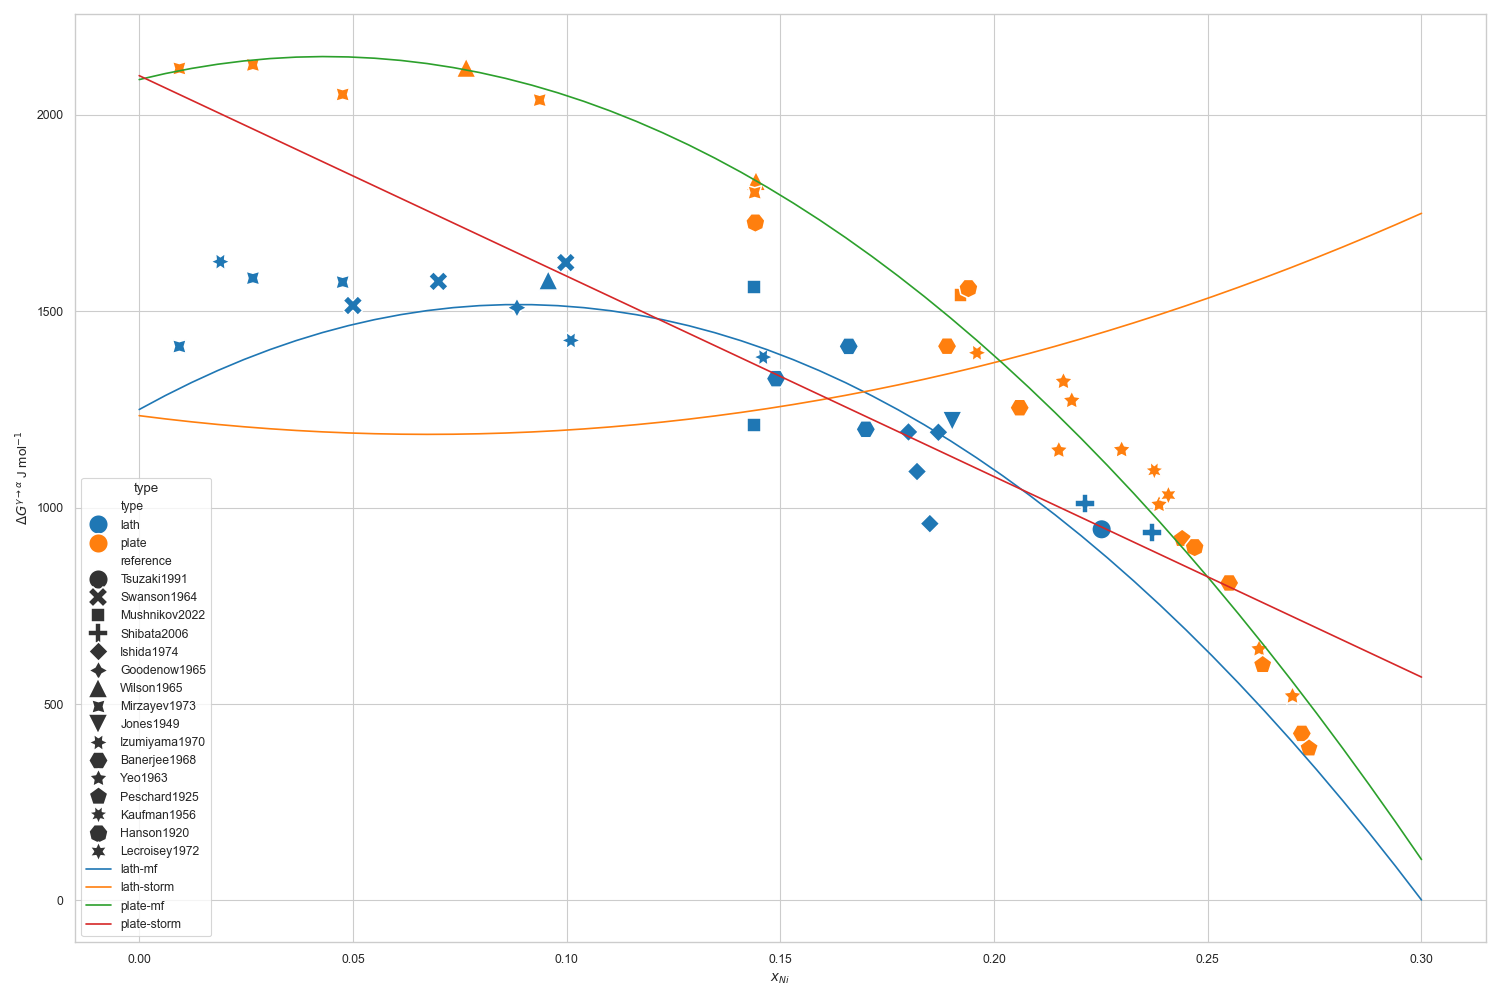 2000
1500
1000
500
0
ΔG^{γ→α} J mol^{−1}
type
type
lath
plate
reference
Tsuzaki1991
Swanson1964
Mushnikov2022
Shibata2006
Ishida1974
Goodenow1965
Wilson1965
Mirzayev1973
Jones1949
Izumiyama1970
Banerjee1968
Yeo1963
Peschard1925
Kaufman1956
Hanson1920
Lecroisey1972
lath-mf
lath-storm
plate-mf
plate-storm
0.00 0.05 0.10 0.15 0.20 0.25 0.30
x_{Ni}